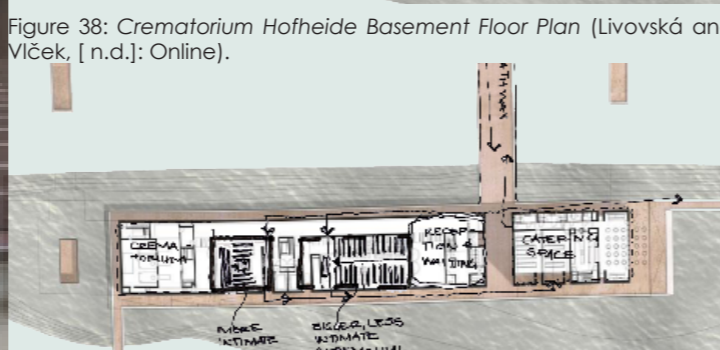 Figure 38: Crematorium Hofheide Basement Floor Plan (Livovská an
Vlček, [ n.d.]: Online).
CREMA
-TORIUM
RECEP-
TION &
WAITING
CATERING
SPACE
MORE
INTIMATE
BIGGER, LESS
INTIMATE